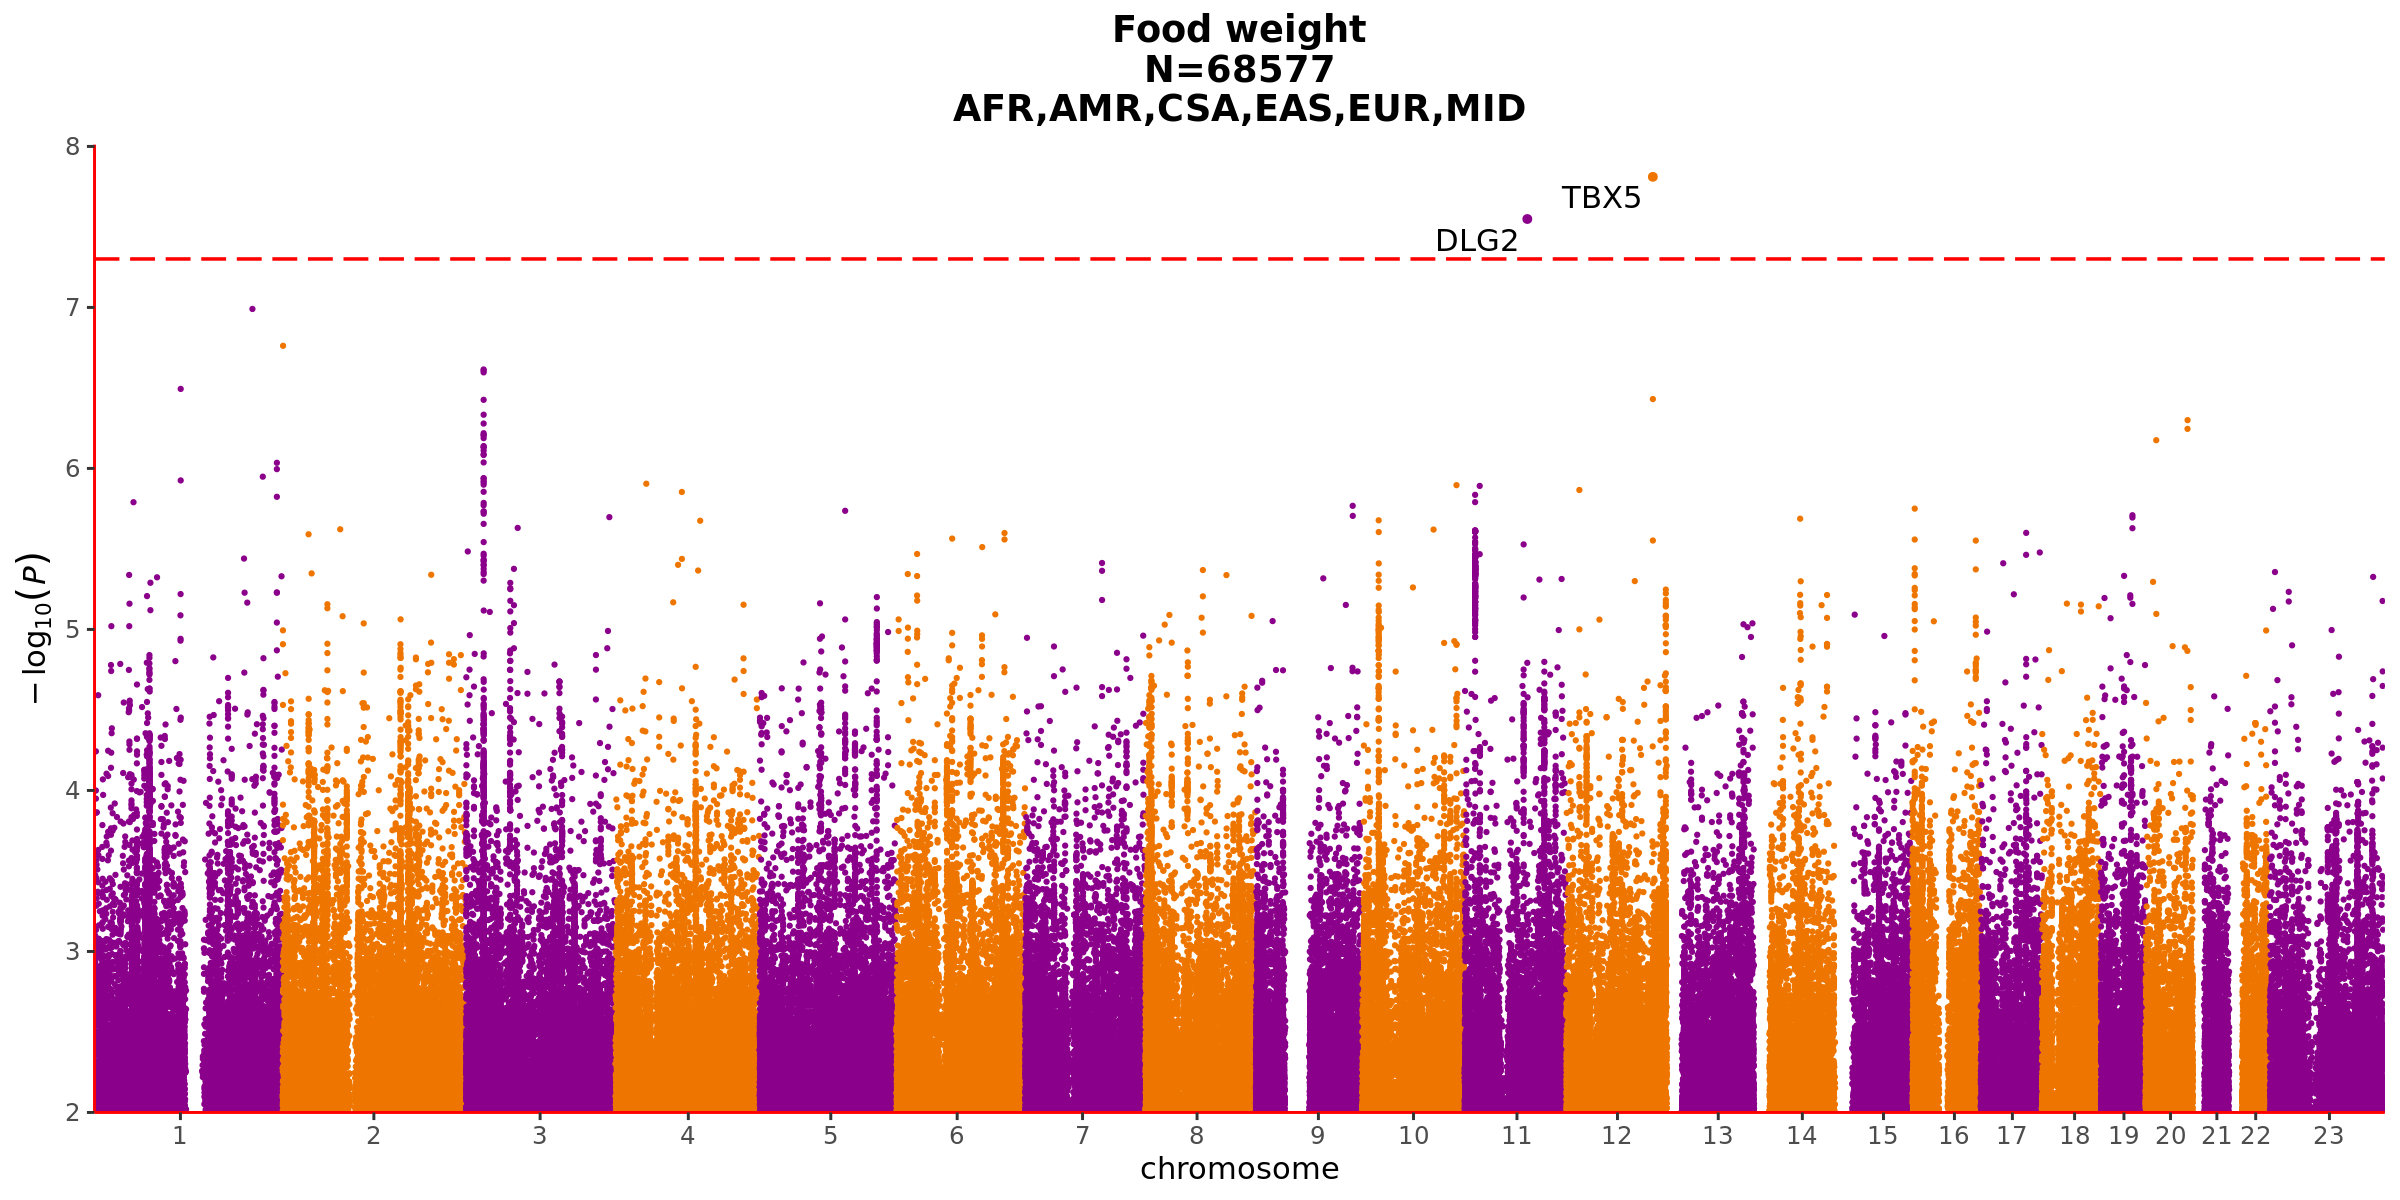 Food weight
N=68577
AFR,AMR,CSA,EAS,EUR,MID
8
7
6
5
4
3
2
−log10(P)
TBX5
DLG2
1 2 3 4 5 6 7 8 9 10 11 12 13 14 15 16 17 18 19 20 21 22 23
chromosome